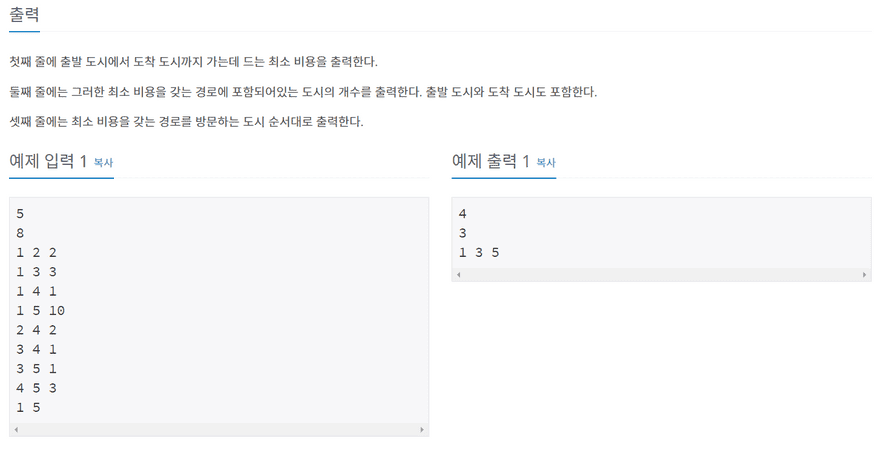 출력
첫째 줄에 출발 도시에서 도착 도시까지 가는데 드는 최소 비용을 출력한다.
둘째 줄에는 그러한 최소 비용을 갖는 경로에 포함되어있는 도시의 개수를 출력한다. 출발 도시와 도착 도시도 포함한다.
셋째 줄에는 최소 비용을 갖는 경로를 방문하는 도시 순서대로 출력한다.
예제 입력 1 복사
5
8
1 2 2
1 3 3
1 4 1
1 5 10
2 4 2
3 4 1
3 5 1
4 5 3
1 5
예제 출력 1 복사
4
3
1 3 5